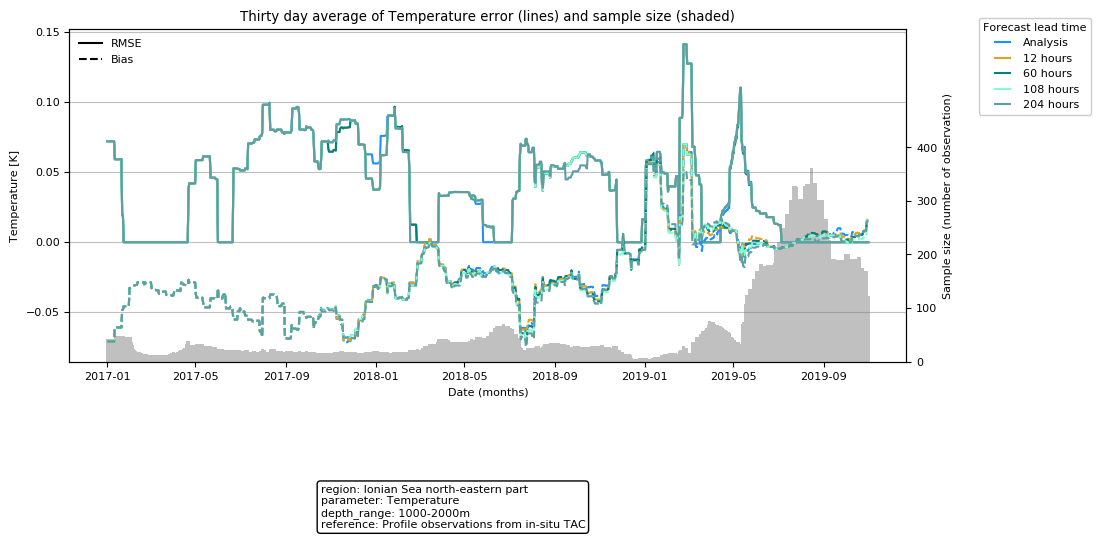 Thirty day average of Temperature error (lines) and sample size (shaded)
RMSE
Bias
Forecast lead time
Analysis
12 hours
60 hours
108 hours
204 hours
0.15
0.10
0.05
0.00
−0.05
Temperature [K]
400
300
200
100
0
Sample size (number of observation)
2017-01 2017-05 2017-09 2018-01 2018-05 2018-09 2019-01 2019-05 2019-09
Date (months)
region: Ionian Sea north-eastern part
parameter: Temperature
depth_range: 1000-2000m
reference: Profile observations from in-situ TAC